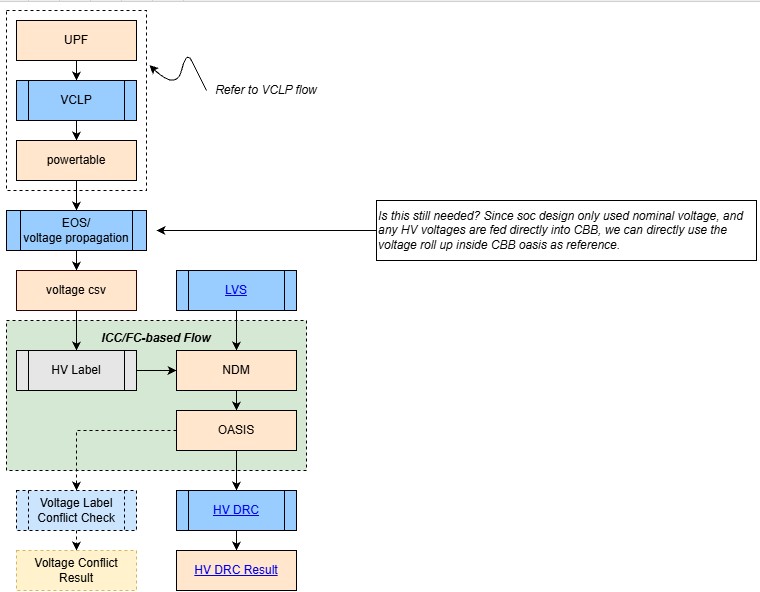 UPF
VCLP
Refer to VCLP flow
powertable
EOS/
voltage propagation
Is this still needed? Since soc design only used nominal voltage, and
any HV voltages are fed directly into CBB, we can directly use the
voltage roll up inside CBB oasis as reference.
voltage csv
LVS
ICC/FC-based Flow
HV Label
NDM
OASIS
Voltage Label
Conflict Check
HV DRC
Voltage Conflict
Result
HV DRC Result